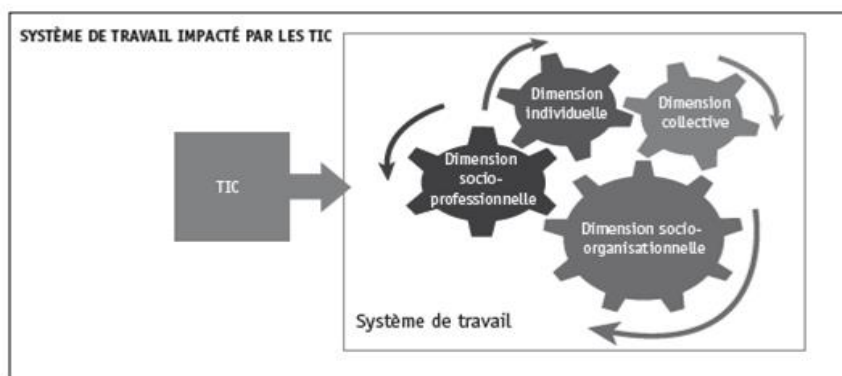 SYSTÈME DE TRAVAIL IMPACTÉ PAR LES TIC
Dimension
individuelle
Dimension
collective
Dimension
socio-
professionnelle
TIC
Dimension socio-
organisationnelle
Système de travail